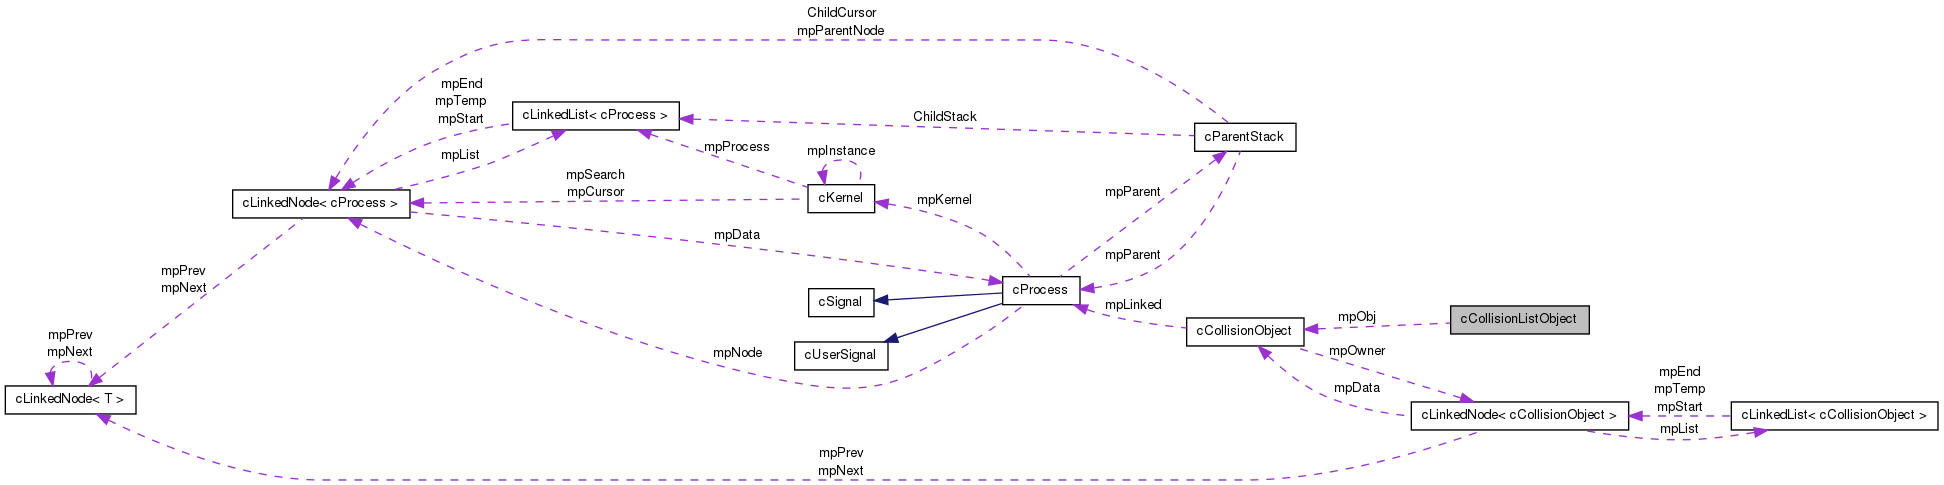 ChildCursor
mpParentNode
mpEnd
mpTemp
mpStart
cLinkedList< cProcess >
ChildStack
cParentStack
mpList
mpProcess
mpInstance
mpSearch
mpCursor
cKernel
mpKernel
mpParent
cLinkedNode< cProcess >
mpData
mpParent
mpPrev
mpNext
cProcess
cSignal
mpLinked
mpObj
cCollisionListObject
cCollisionObject
mpPrev
mpNext
mpNode
cUserSignal
mpOwner
mpData
mpEnd
mpTemp
mpStart
cLinkedNode< T >
cLinkedNode< cCollisionObject >
cLinkedList< cCollisionObject >
mpList
mpPrev
mpNext